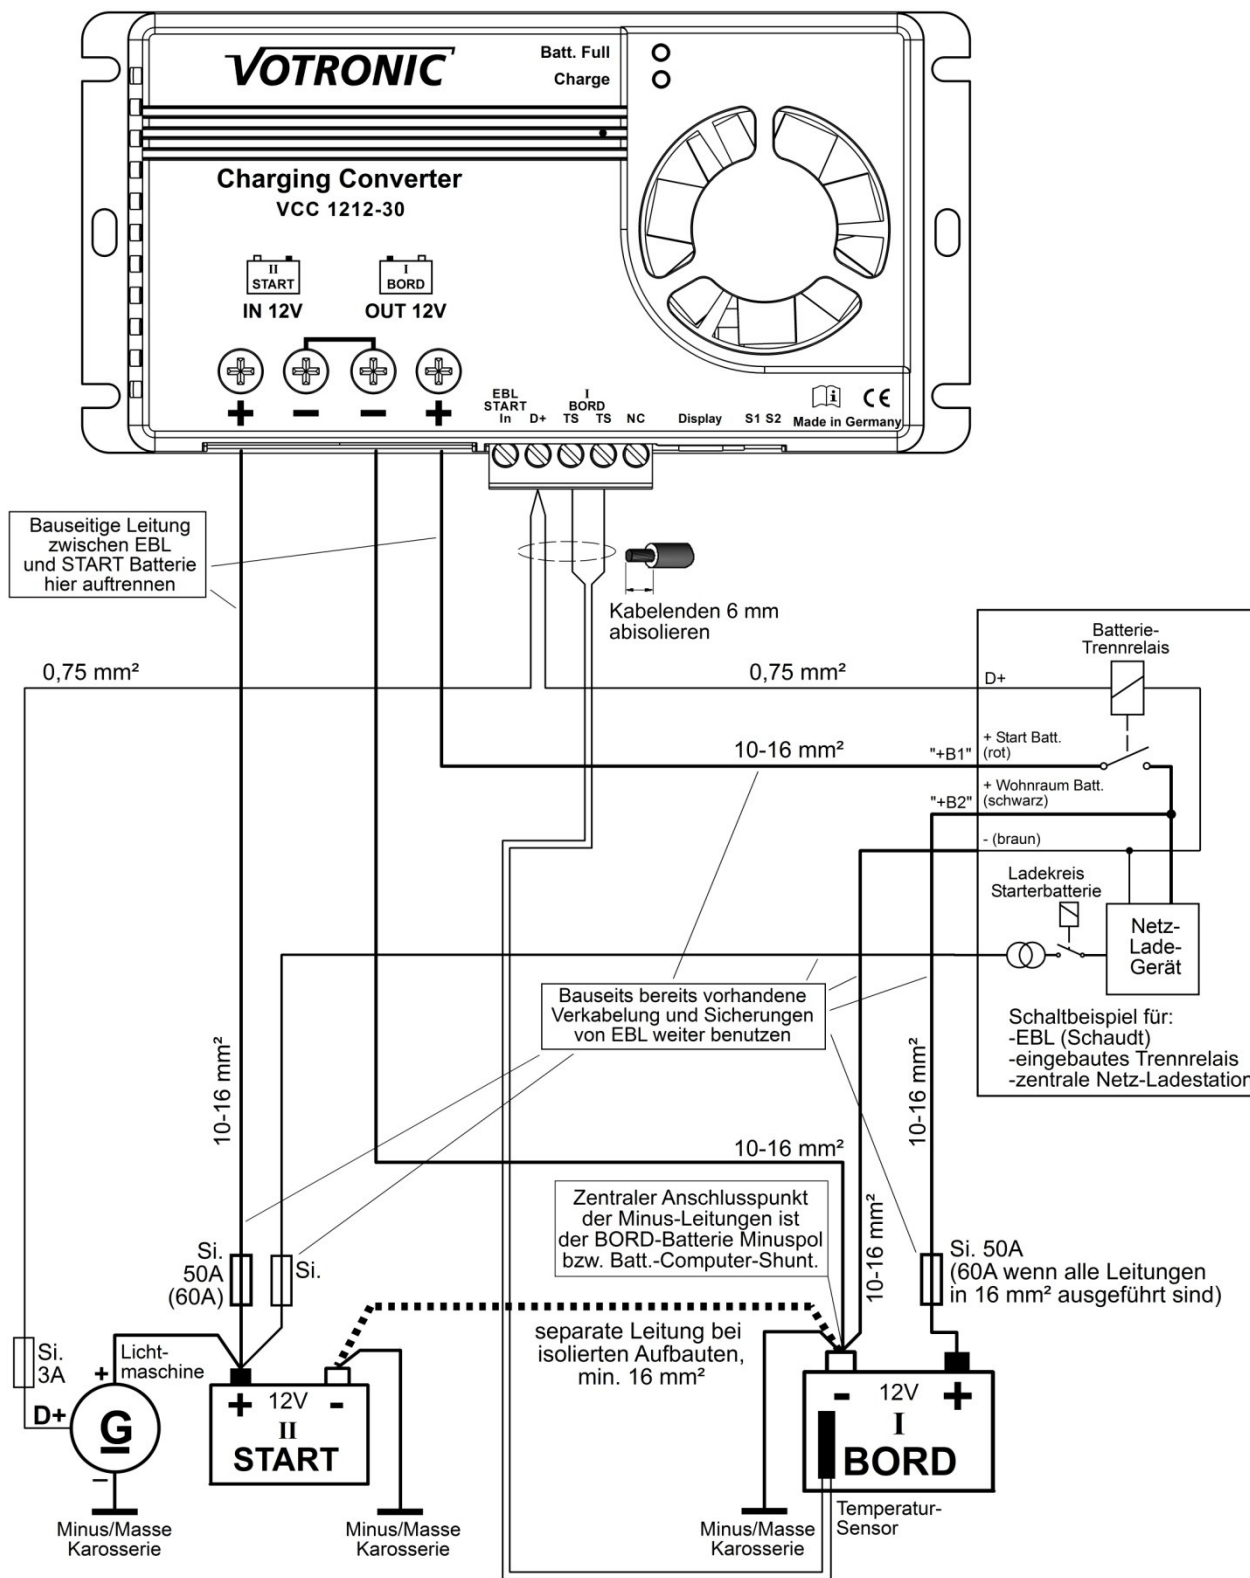 VOTRONIC
Batt. Full
Charge
Charging Converter
VCC 1212-30
II
START
IN 12V
I
BORD
OUT 12V
+ − − +
EBL
START
In
D+
I
BORD
TS TS
NC
Display
S1 S2
i
CE
Made in Germany
Bauseitige Leitung
zwischen EBL
und START Batterie
hier auftrennen
Kabelenden 6 mm
abisolieren
0,75 mm²
0,75 mm²
Batterie-
Trennrelais
D+
10-16 mm²
"+B1"
+ Start Batt.
(rot)
"+B2"
+ Wohnraum Batt.
(schwarz)
- (braun)
Ladekreis
Starterbatterie
Netz-
Lade-
Gerät
Schaltbeispiel für:
-EBL (Schaudt)
-eingebautes Trennrelais
-zentrale Netz-Ladestation
Bauseits bereits vorhandene
Verkabelung und Sicherungen
von EBL weiter benutzen
10-16 mm²
10-16 mm²
10-16 mm²
10-16 mm²
Zentraler Anschlusspunkt
der Minus-Leitungen ist
der BORD-Batterie Minuspol
bzw. Batt.-Computer-Shunt.
Si.
50A
(60A)
Si.
Si. 50A
(60A wenn alle Leitungen
in 16 mm² ausgeführt sind)
separate Leitung bei
isolierten Aufbauten,
min. 16 mm²
Si.
3A
+
Licht-
maschine
D+
G
−
+ 12V -
II
START
- 12V +
I
BORD
Minus/Masse
Karosserie
Minus/Masse
Karosserie
Minus/Masse
Karosserie
Temperatur-
Sensor